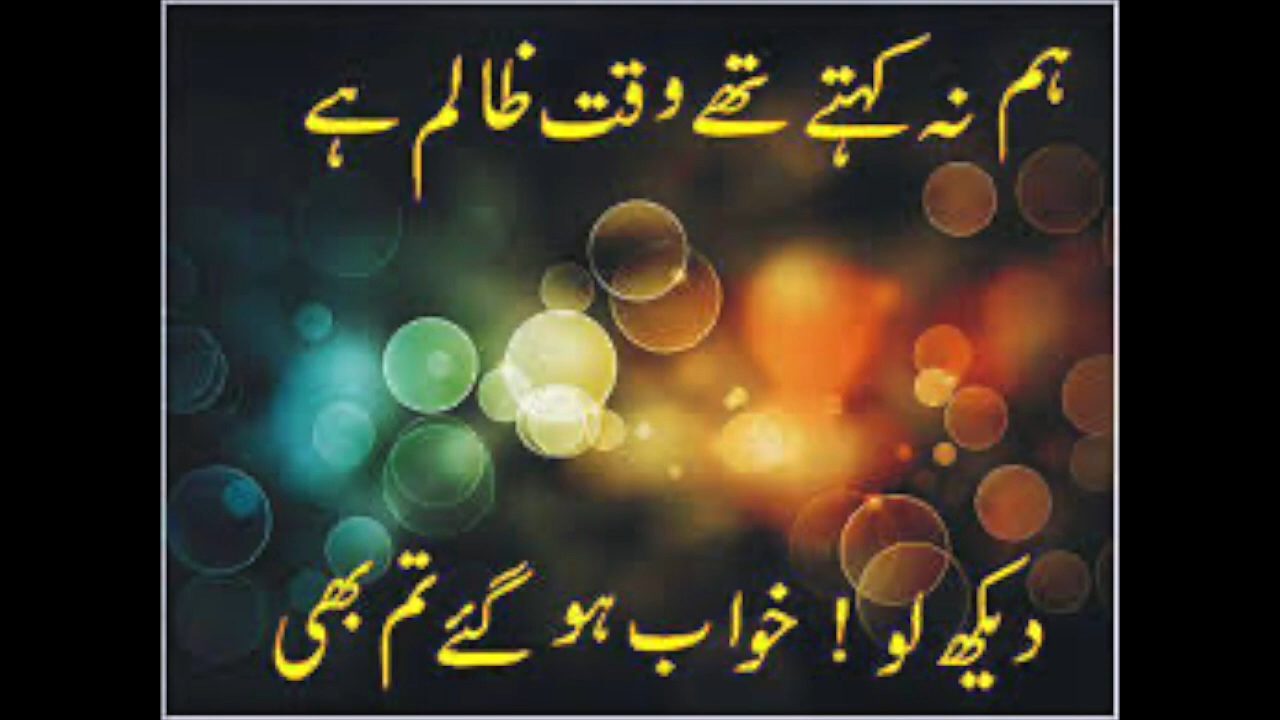 ہم نہ کہتے تھے وقت ظالم ہے
دیکھ لو ! خواب ہو گئے تم بھی